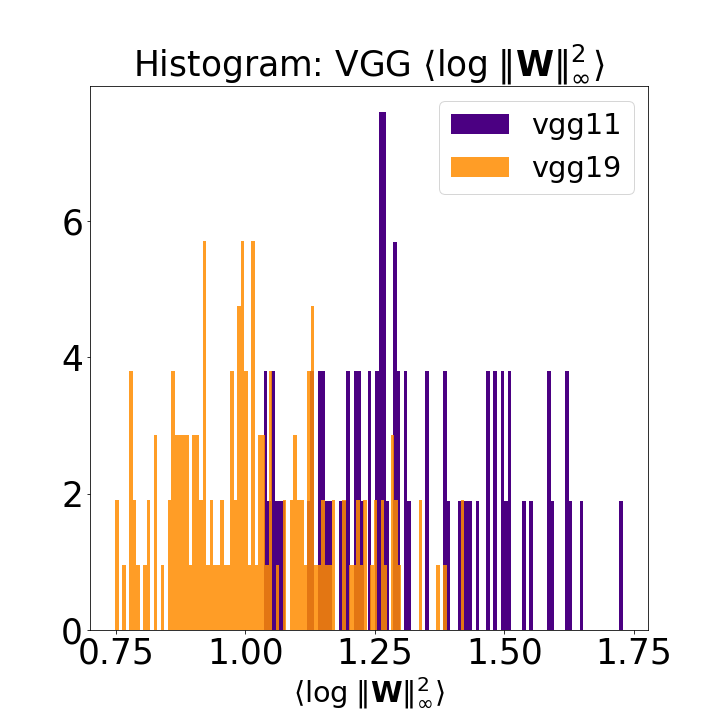 Histogram: VGG ⟨log ‖𝐖‖²∞⟩
vgg11
vgg19
6
4
2
0
0.75 1.00 1.25 1.50 1.75
⟨log ‖𝐖‖²∞⟩